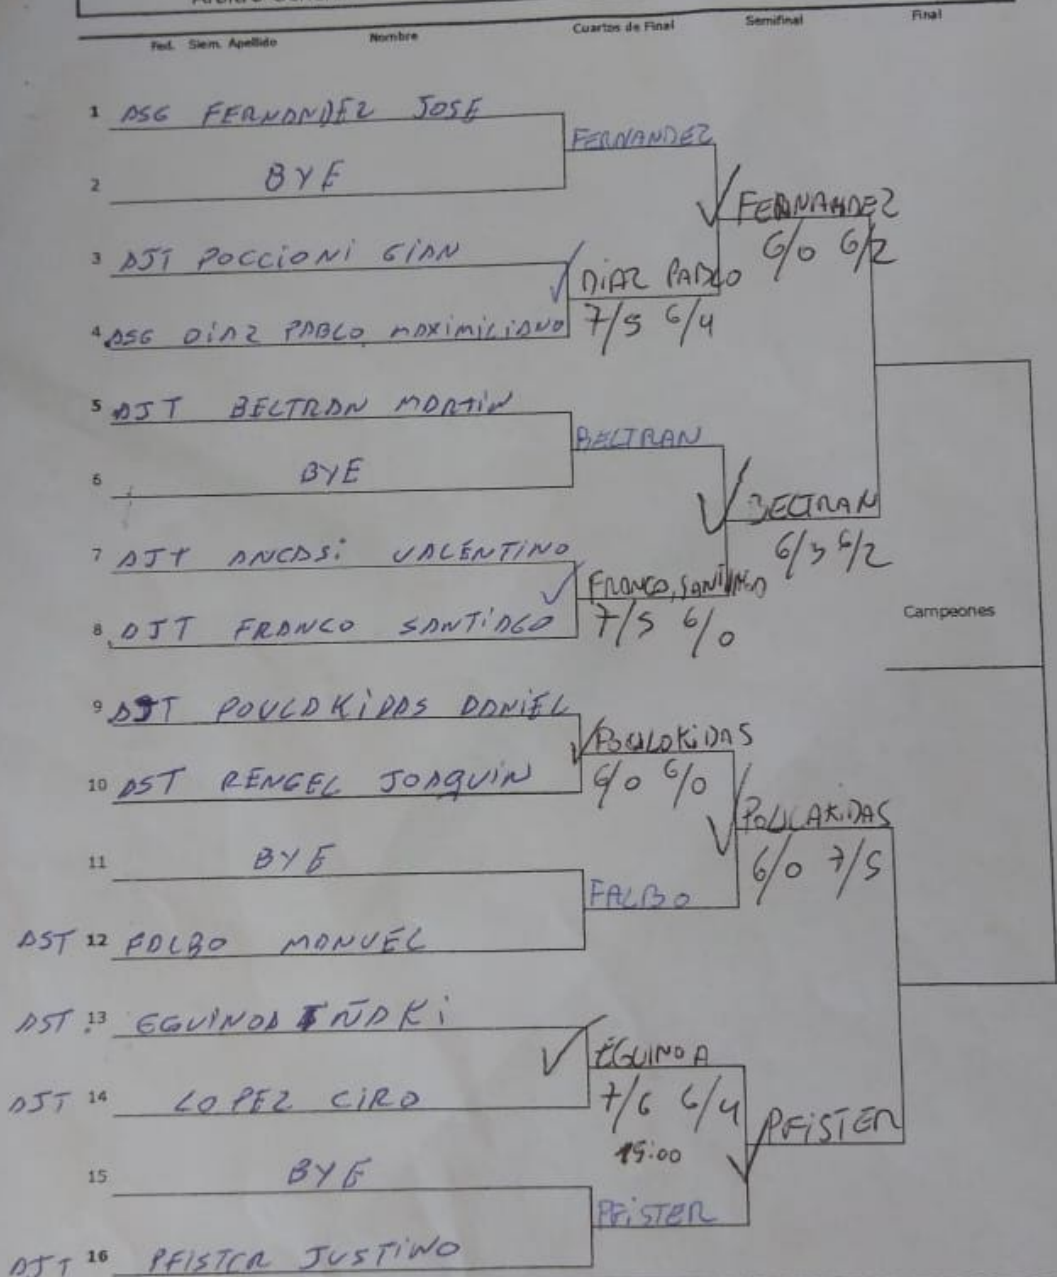 Fed. Siem. Apellido Nombre Cuartos de Final Semifinal Final
1 ASG FERNANDEZ JOSE
FERNANDEZ
2 BYE
FERNANDEZ
6/0 6/2
3 AJT POCCIONI GIAN
DIAZ PABLO
7/5 6/4
4 ASG DIAZ PABLO MAXIMILIANO
5 AJT BELTRAN MARTIN
BELTRAN
6 BYE
BELTRAN
6/3 6/2
7 AJT ANCASI VALENTINO
FRANCO, SANTIAGO
7/5 6/0
8 AJT FRANCO SANTIAGO
Campeones
9 AJT POULAKIDAS DANIEL
POULAKIDAS
6/0 6/0
10 AST RENGEL JOAQUIN
POULAKIDAS
6/0 7/5
11 BYE
FALBO
AST 12 FALBO MANUEL
AST 13 EGUINOA IÑAKI
EGUINOA
7/6 6/4
AJT 14 LOPEZ CIRO
PFISTER
15:00
15 BYE
PFISTER
AJT 16 PFISTER JUSTINO